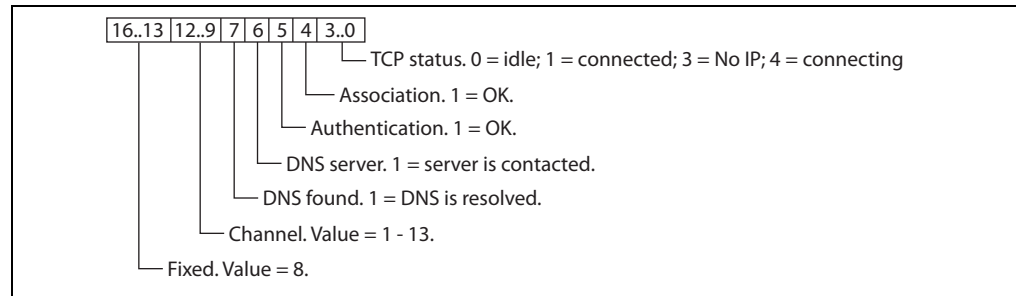 16..13 12..9 7 6 5 4 3..0
TCP status. 0 = idle; 1 = connected; 3 = No IP; 4 = connecting
Association. 1 = OK.
Authentication. 1 = OK.
DNS server. 1 = server is contacted.
DNS found. 1 = DNS is resolved.
Channel. Value = 1 - 13.
Fixed. Value = 8.